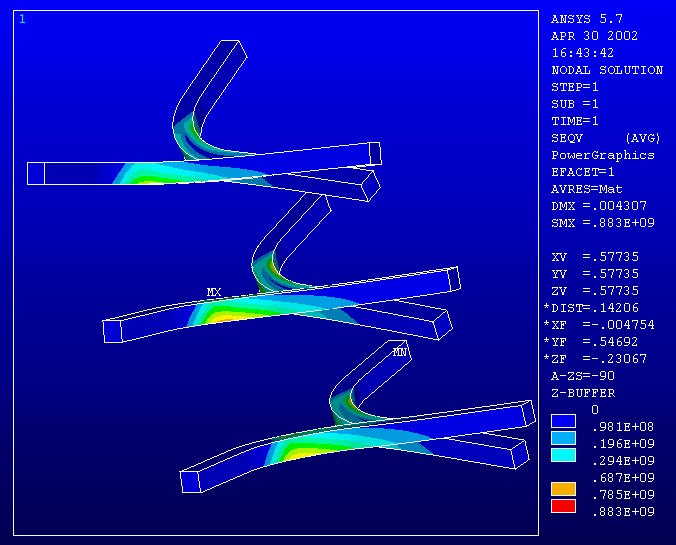 1
ANSYS 5.7
APR 30 2002
16:43:42
NODAL SOLUTION
STEP=1
SUB =1
TIME=1
SEQV (AVG)
PowerGraphics
EFACET=1
AVRES=Mat
DMX =.004307
SMX =.883E+09
XV =.57735
YV =.57735
ZV =.57735
*DIST=.14206
*XF =-.004754
*YF =.54692
*ZF =-.23067
A-ZS=-90
Z-BUFFER
0
.981E+08
.196E+09
.294E+09
.687E+09
.785E+09
.883E+09
MX
MN